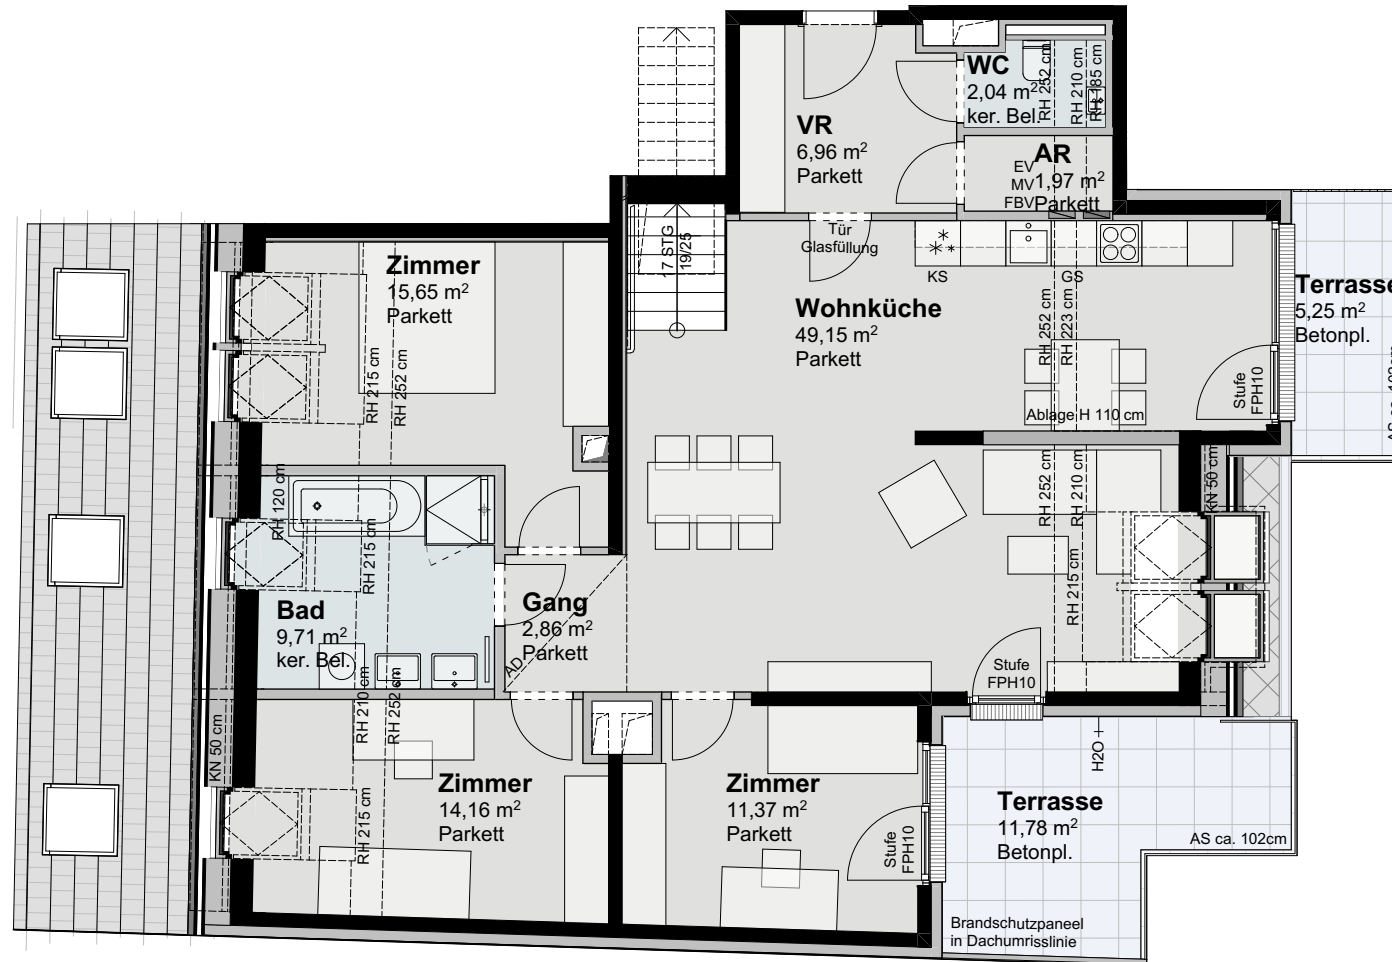 WC
2,04 m²
ker. Bel.
RH 252 cm
RH 210 cm
RH 185 cm
VR
6,96 m²
Parkett
EV
MV
FBV
AR
1,97 m²
Parkett
Tür
Glasfüllung
17 STG
19/25
KS
GS
Zimmer
15,65 m²
Parkett
RH 215 cm
RH 252 cm
Wohnküche
49,15 m²
Parkett
RH 252 cm
RH 223 cm
Stufe
FPH10
Terrasse
5,25 m²
Betonpl.
AS ca. 102cm
Ablage H 110 cm
RH 252 cm
RH 210 cm
KN 50 cm
RH 120 cm
RH 215 cm
RH 215 cm
Bad
9,71 m²
ker. Bel.
Gang
2,86 m²
Parkett
AD
Stufe
FPH10
RH 210 cm
RH 252 cm
KN 50 cm
H2O
Zimmer
14,16 m²
Parkett
RH 215 cm
Zimmer
11,37 m²
Parkett
Stufe
FPH10
Terrasse
11,78 m²
Betonpl.
AS ca. 102cm
Brandschutzpaneel
in Dachumrisslinie